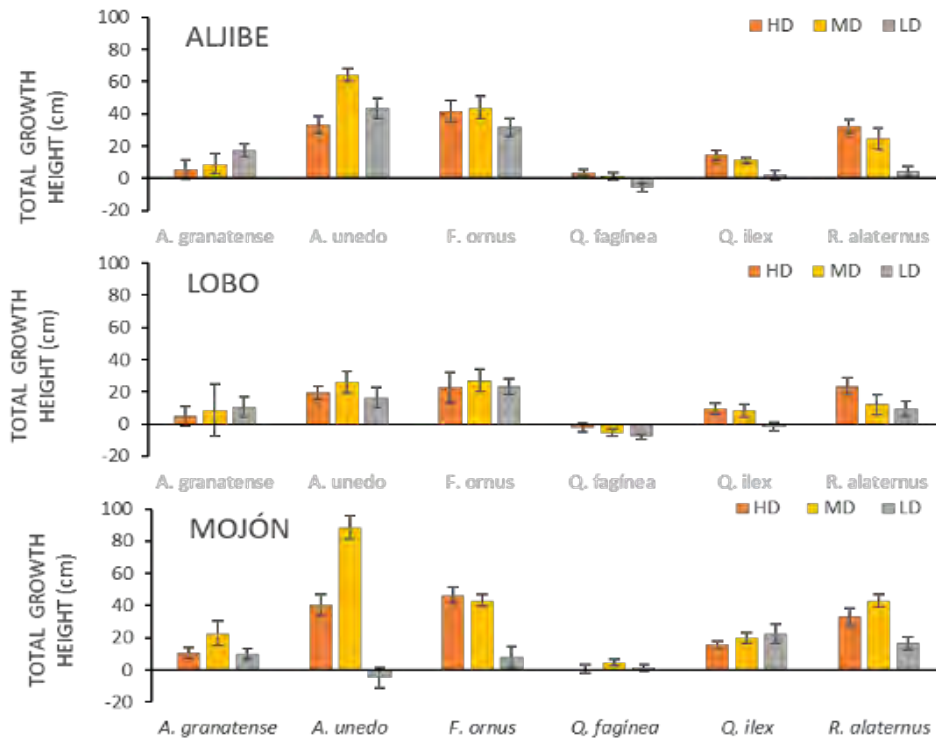 ALJIBE
HD MD LD
TOTAL GROWTH
HEIGHT (cm)
100
80
60
40
20
0
-20
A. granatense A. unedo F. ornus Q. fagínea Q. ilex R. alaternus
LOBO
HD MD LD
TOTAL GROWTH
HEIGHT (cm)
100
80
60
40
20
0
-20
A. granatense A. unedo F. ornus Q. fagínea Q. ilex R. alaternus
MOJÓN
HD MD LD
TOTAL GROWTH
HEIGHT (cm)
100
80
60
40
20
0
-20
A. granatense A. unedo F. ornus Q. fagínea Q. ilex R. alaternus